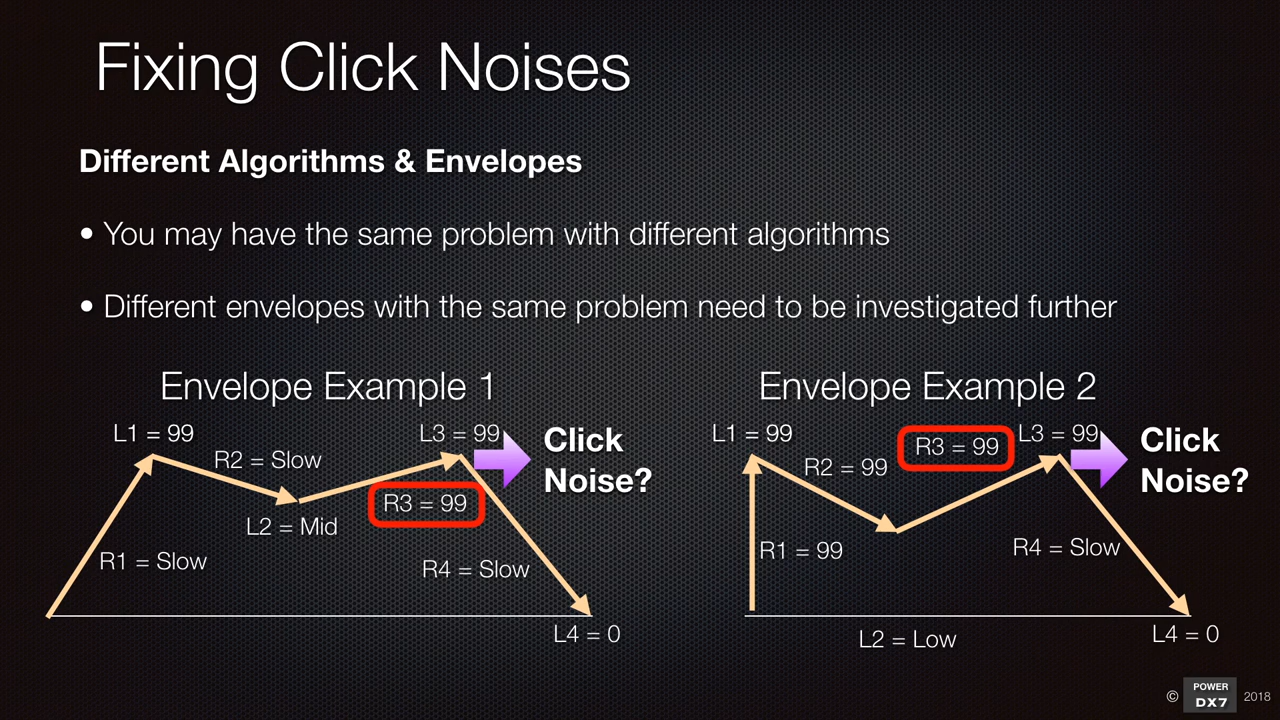 Fixing Click Noises
Different Algorithms & Envelopes
• You may have the same problem with different algorithms
• Different envelopes with the same problem need to be investigated further
Envelope Example 1
L1 = 99
R2 = Slow
L3 = 99
Click
Noise?
R3 = 99
L2 = Mid
R1 = Slow
R4 = Slow
L4 = 0
Envelope Example 2
L1 = 99
R2 = 99
R3 = 99
L3 = 99
Click
Noise?
R1 = 99
R4 = Slow
L2 = Low
L4 = 0
© POWER
DX7 2018